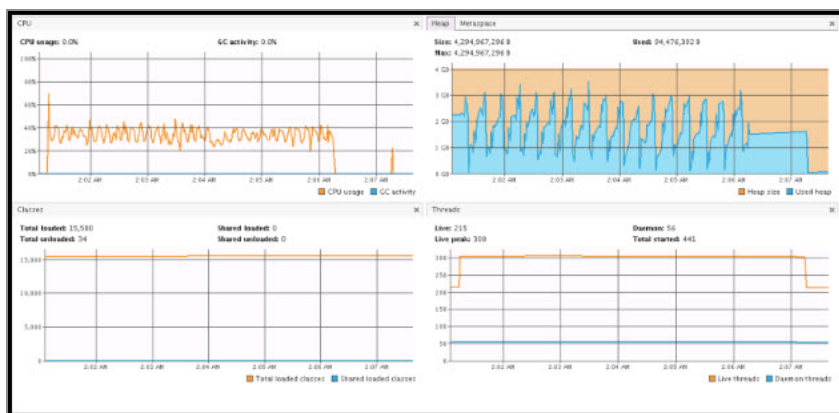 CPU
CPU usage: 0.0%
GC activity: 0.0%
100%
80%
60%
40%
20%
0%
2:02 AM
2:03 AM
2:04 AM
2:05 AM
2:06 AM
2:07 AM
CPU usage
GC activity
Heap
Metaspace
Size: 4,294,967,296 B
Used: 94,476,392 B
Max: 4,294,967,296 B
4 GB
3 GB
2 GB
1 GB
0 GB
2:02 AM
2:03 AM
2:04 AM
2:05 AM
2:06 AM
2:07 AM
Heap size
Used heap
Classes
Total loaded: 15,580
Shared loaded: 0
Total unloaded: 34
Shared unloaded: 0
15,000
10,000
5,000
0
2:02 AM
2:03 AM
2:04 AM
2:05 AM
2:06 AM
2:07 AM
Total loaded classes
Shared loaded classes
Threads
Live: 215
Daemon: 56
Total started: 441
300
250
200
150
100
50
0
2:02 AM
2:03 AM
2:04 AM
2:05 AM
2:06 AM
2:07 AM
Live threads
Daemon threads